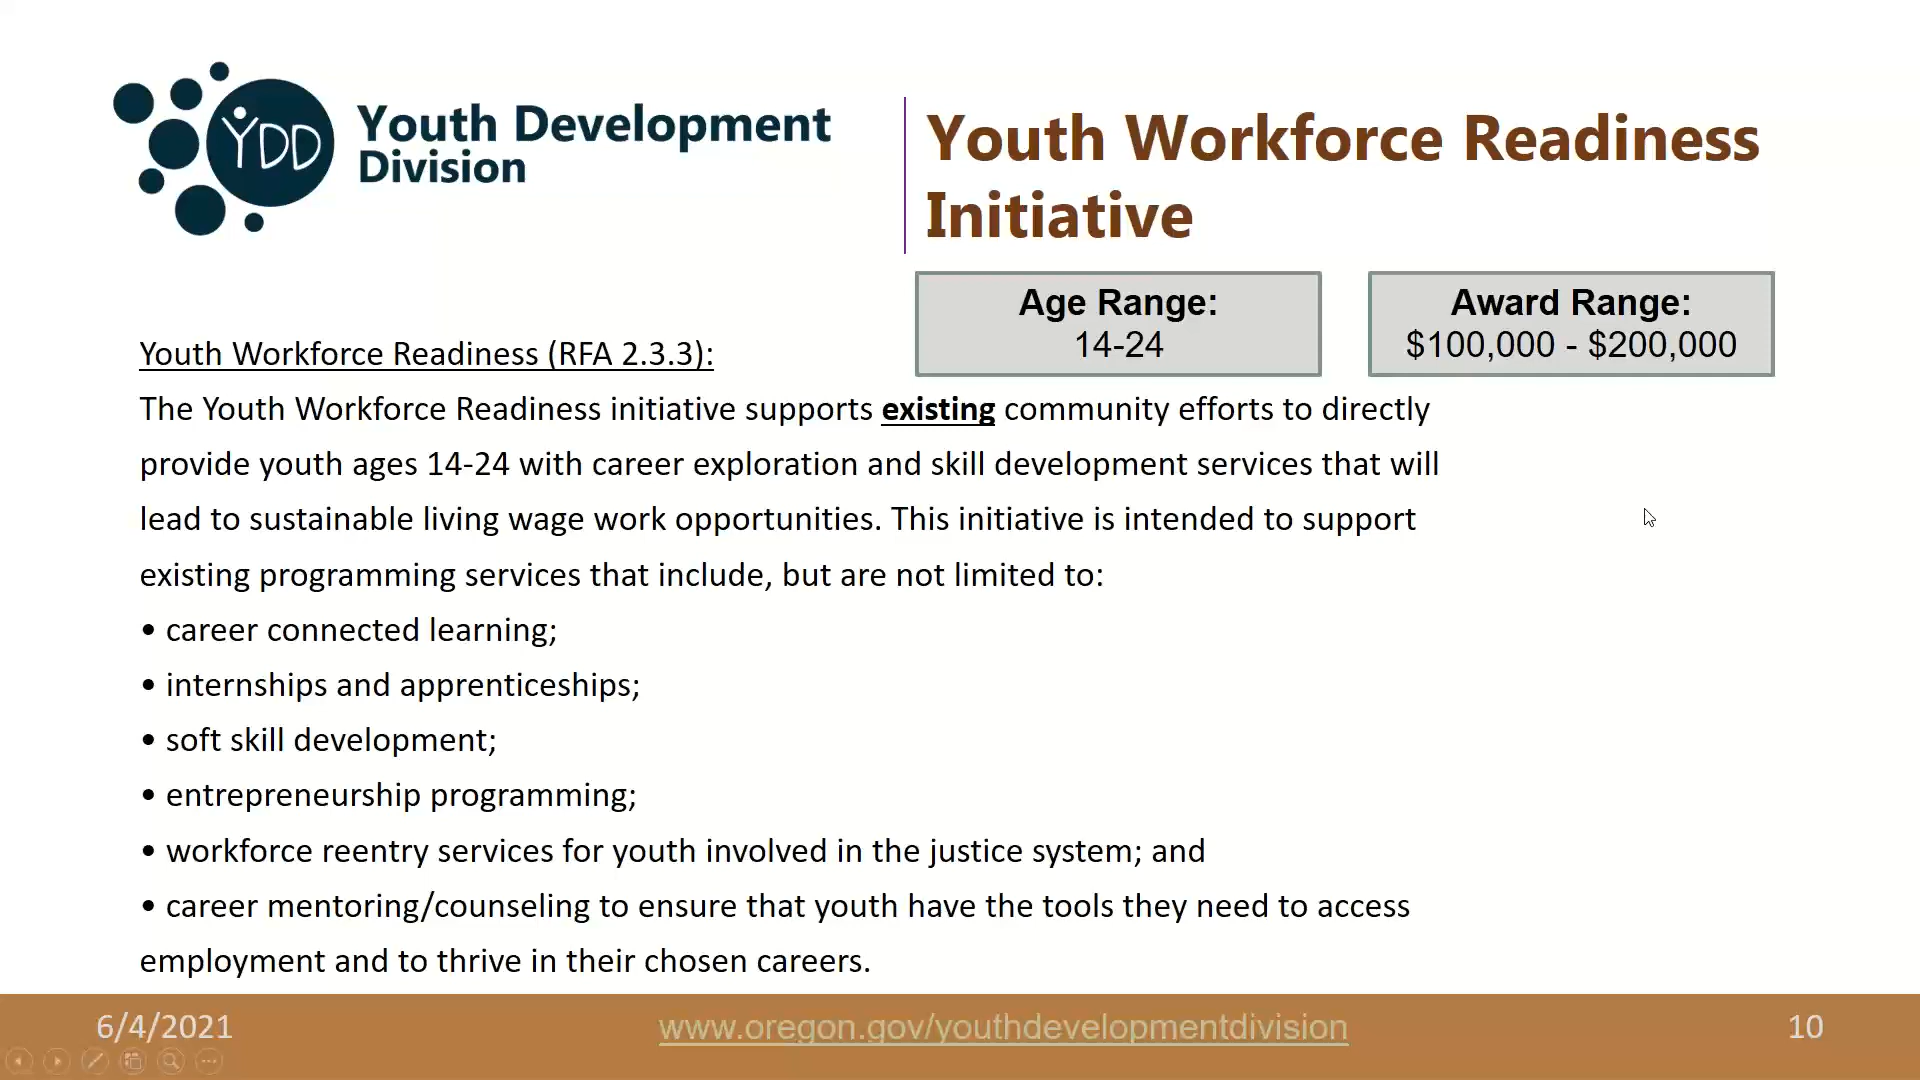 YDD
Youth Development
Division
Youth Workforce Readiness
Initiative
Age Range:
14-24
Award Range:
$100,000 - $200,000
Youth Workforce Readiness (RFA 2.3.3):
The Youth Workforce Readiness initiative supports existing community efforts to directly
provide youth ages 14-24 with career exploration and skill development services that will
lead to sustainable living wage work opportunities. This initiative is intended to support
existing programming services that include, but are not limited to:
• career connected learning;
• internships and apprenticeships;
• soft skill development;
• entrepreneurship programming;
• workforce reentry services for youth involved in the justice system; and
• career mentoring/counseling to ensure that youth have the tools they need to access
employment and to thrive in their chosen careers.
6/4/2021
www.oregon.gov/youthdevelopmentdivision
10